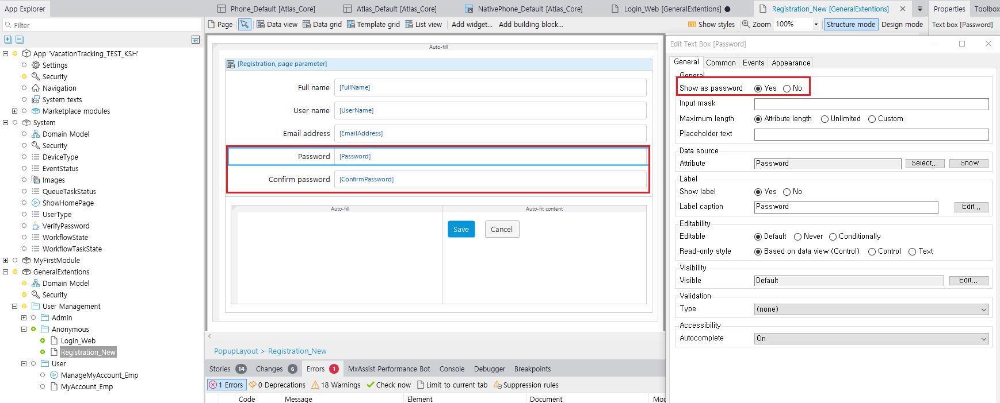 App Explorer
Phone_Default [Atlas_Core]
Atlas_Default [Atlas_Core]
NativePhone_Default [Atlas_Core]
Login_Web [GeneralExtentions]
Registration_New [GeneralExtentions]
Properties
Toolbox
Filter
Page
Data view
Data grid
Template grid
List view
Add widget...
Add building block...
Show styles
Zoom
100%
Structure mode
Design mode
Text box [Password]
App 'VacationTracking_TEST_KSH'
Settings
Security
Navigation
System texts
Marketplace modules
System
Domain Model
Security
DeviceType
EventStatus
Images
QueueTaskStatus
ShowHomePage
UserType
VerifyPassword
WorkflowState
WorkflowTaskState
MyFirstModule
GeneralExtentions
Domain Model
Security
User Management
Admin
Anonymous
Login_Web
Registration_New
User
ManageMyAccount_Emp
MyAccount_Emp
Auto-fill
[Registration, page parameter]
Full name
[FullName]
User name
[UserName]
Email address
[EmailAddress]
Password
[Password]
Confirm password
[ConfirmPassword]
Auto-fill
Auto-fit content
Save
Cancel
PopupLayout > Registration_New
Stories 14
Changes 6
Errors 1
MxAssist Performance Bot
Console
Debugger
Breakpoints
1 Errors
0 Deprecations
18 Warnings
Check now
Limit to current tab
Suppression rules
Code
Message
Element
Document
Moc
Edit Text Box [Password]
General
Common
Events
Appearance
General
Show as password
Yes
No
Input mask
Maximum length
Attribute length
Unlimited
Custom
Placeholder text
Data source
Attribute
Password
Select...
Show
Label
Show label
Yes
No
Label caption
Password
Edit...
Editability
Editable
Default
Never
Conditionally
Read-only style
Based on data view (Control)
Control
Text
Visibility
Visible
Default
Edit...
Validation
Type
(none)
Accessibility
Autocomplete
On